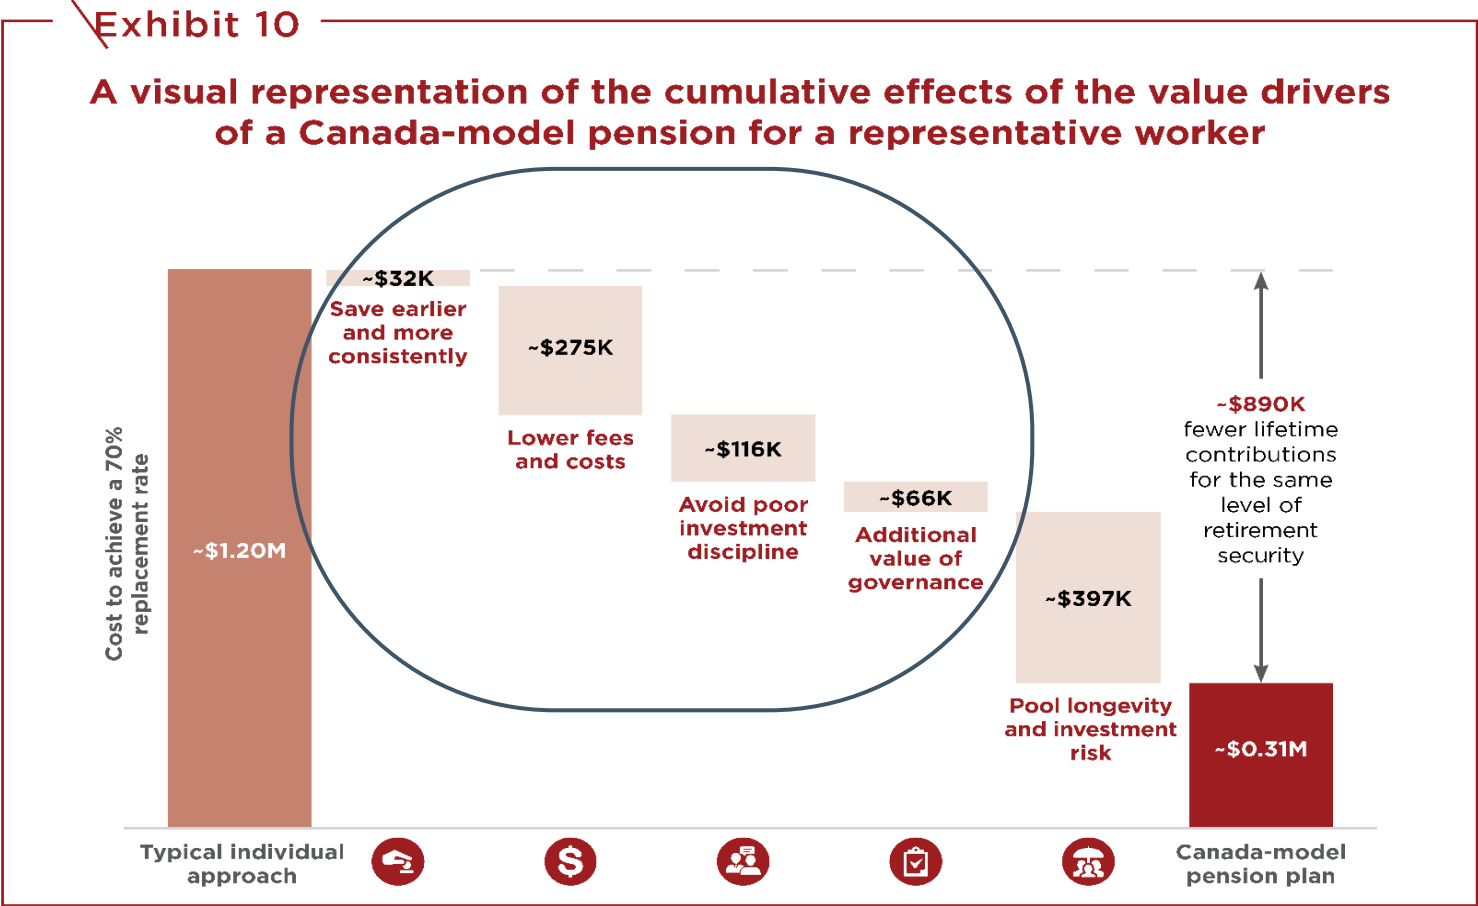 Exhibit 10
A visual representation of the cumulative effects of the value drivers
of a Canada-model pension for a representative worker
Cost to achieve a 70%
replacement rate
~$1.20M
~$32K
Save earlier
and more
consistently
~$275K
Lower fees
and costs
~$116K
Avoid poor
investment
discipline
~$66K
Additional
value of
governance
~$397K
Pool longevity
and investment
risk
~$890K
fewer lifetime
contributions
for the same
level of
retirement
security
~$0.31M
Typical individual
approach
$
Canada-model
pension plan